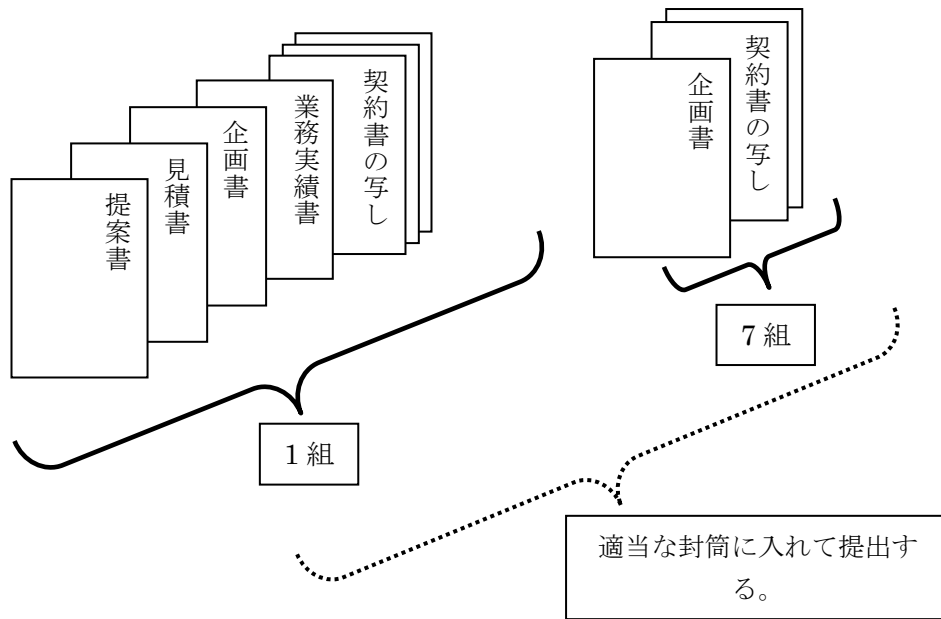 提案書
見積書
企画書
業務実績書
契約書の写し
企画書
契約書の写し
1組
7組
適当な封筒に入れて提出す
る。